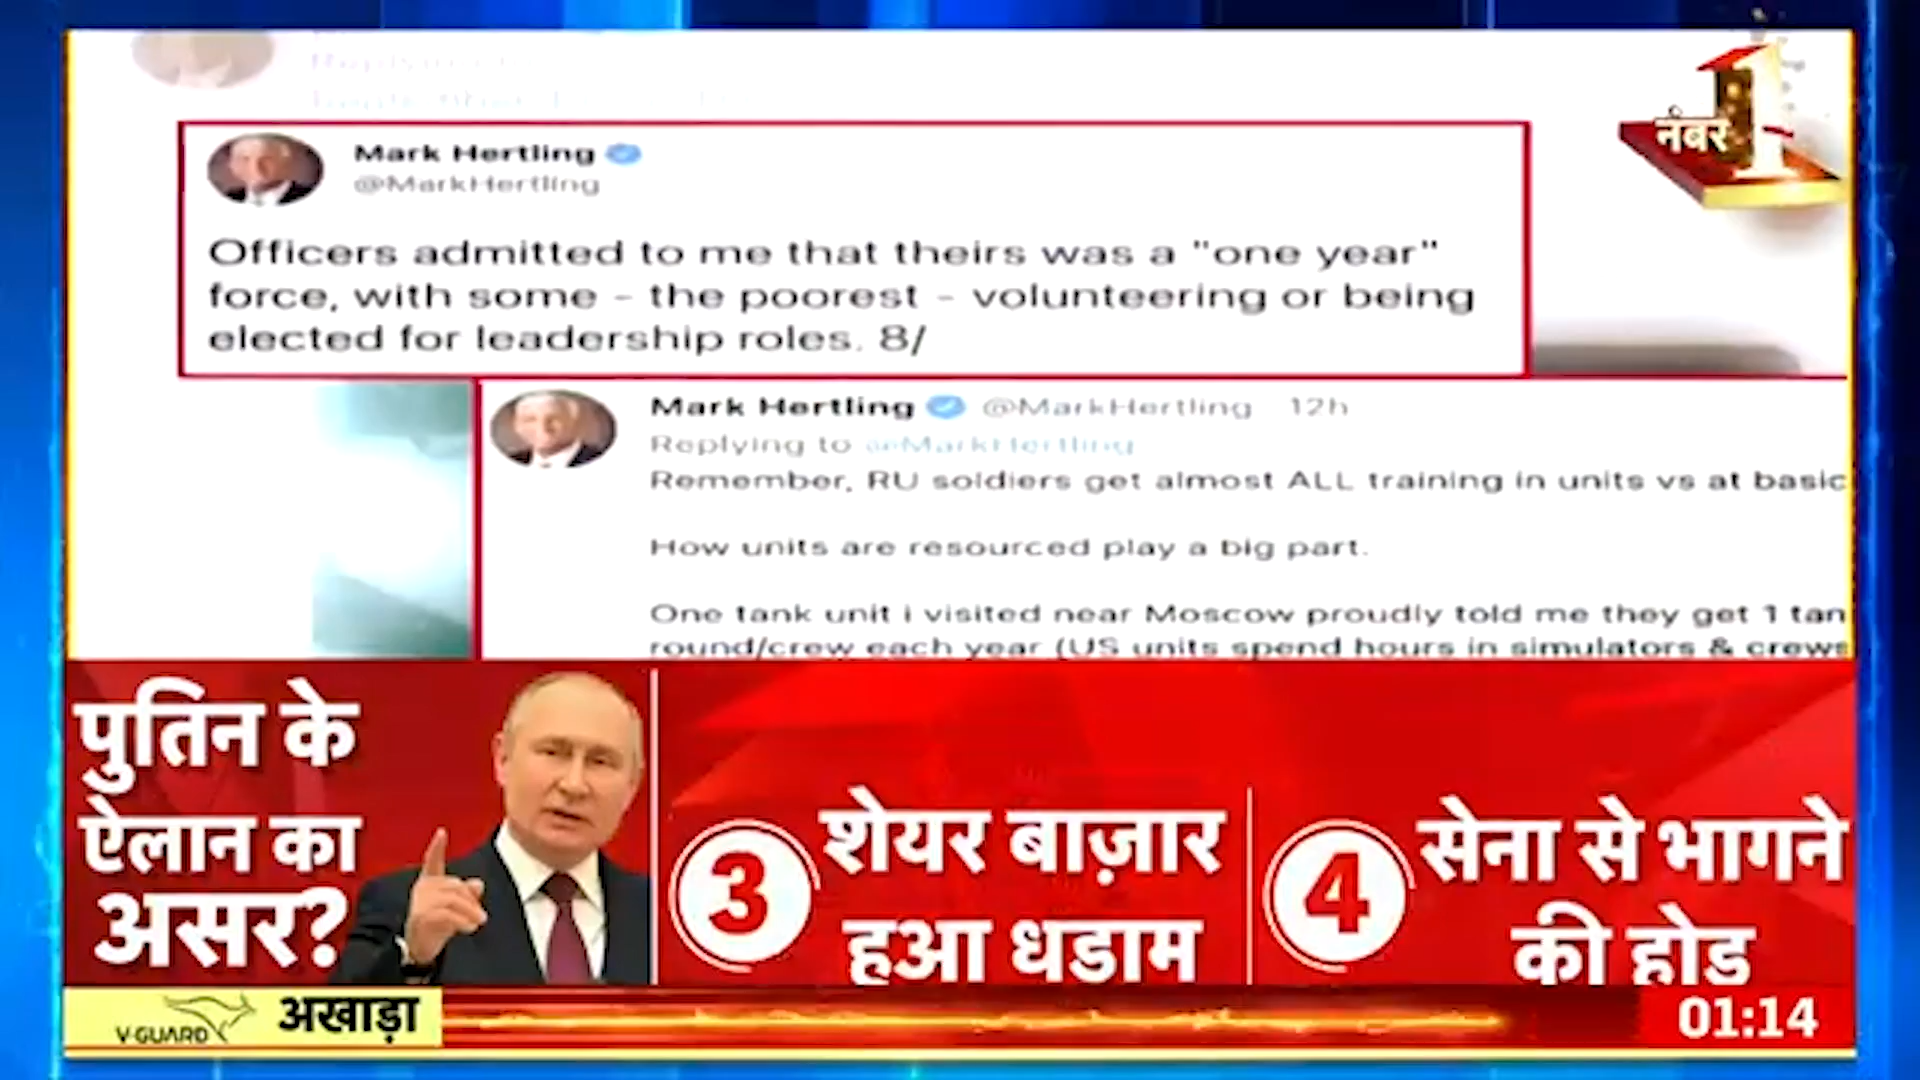 नंबर 1
Mark Hertling
@MarkHertling
Officers admitted to me that theirs was a "one year"
force, with some - the poorest - volunteering or being
elected for leadership roles. 8/
Mark Hertling @MarkHertling 12h
Replying to @MarkHertling
Remember, RU soldiers get almost ALL training in units vs at basic
How units are resourced play a big part.
One tank unit i visited near Moscow proudly told me they get 1 tan
round/crew each year (US units spend hours in simulators & crews
पुतिन के
ऐलान का
असर?
3 शेयर बाज़ार
हुआ धडाम
4 सेना से भागने
की होड़
V-GUARD अखाड़ा
01:14